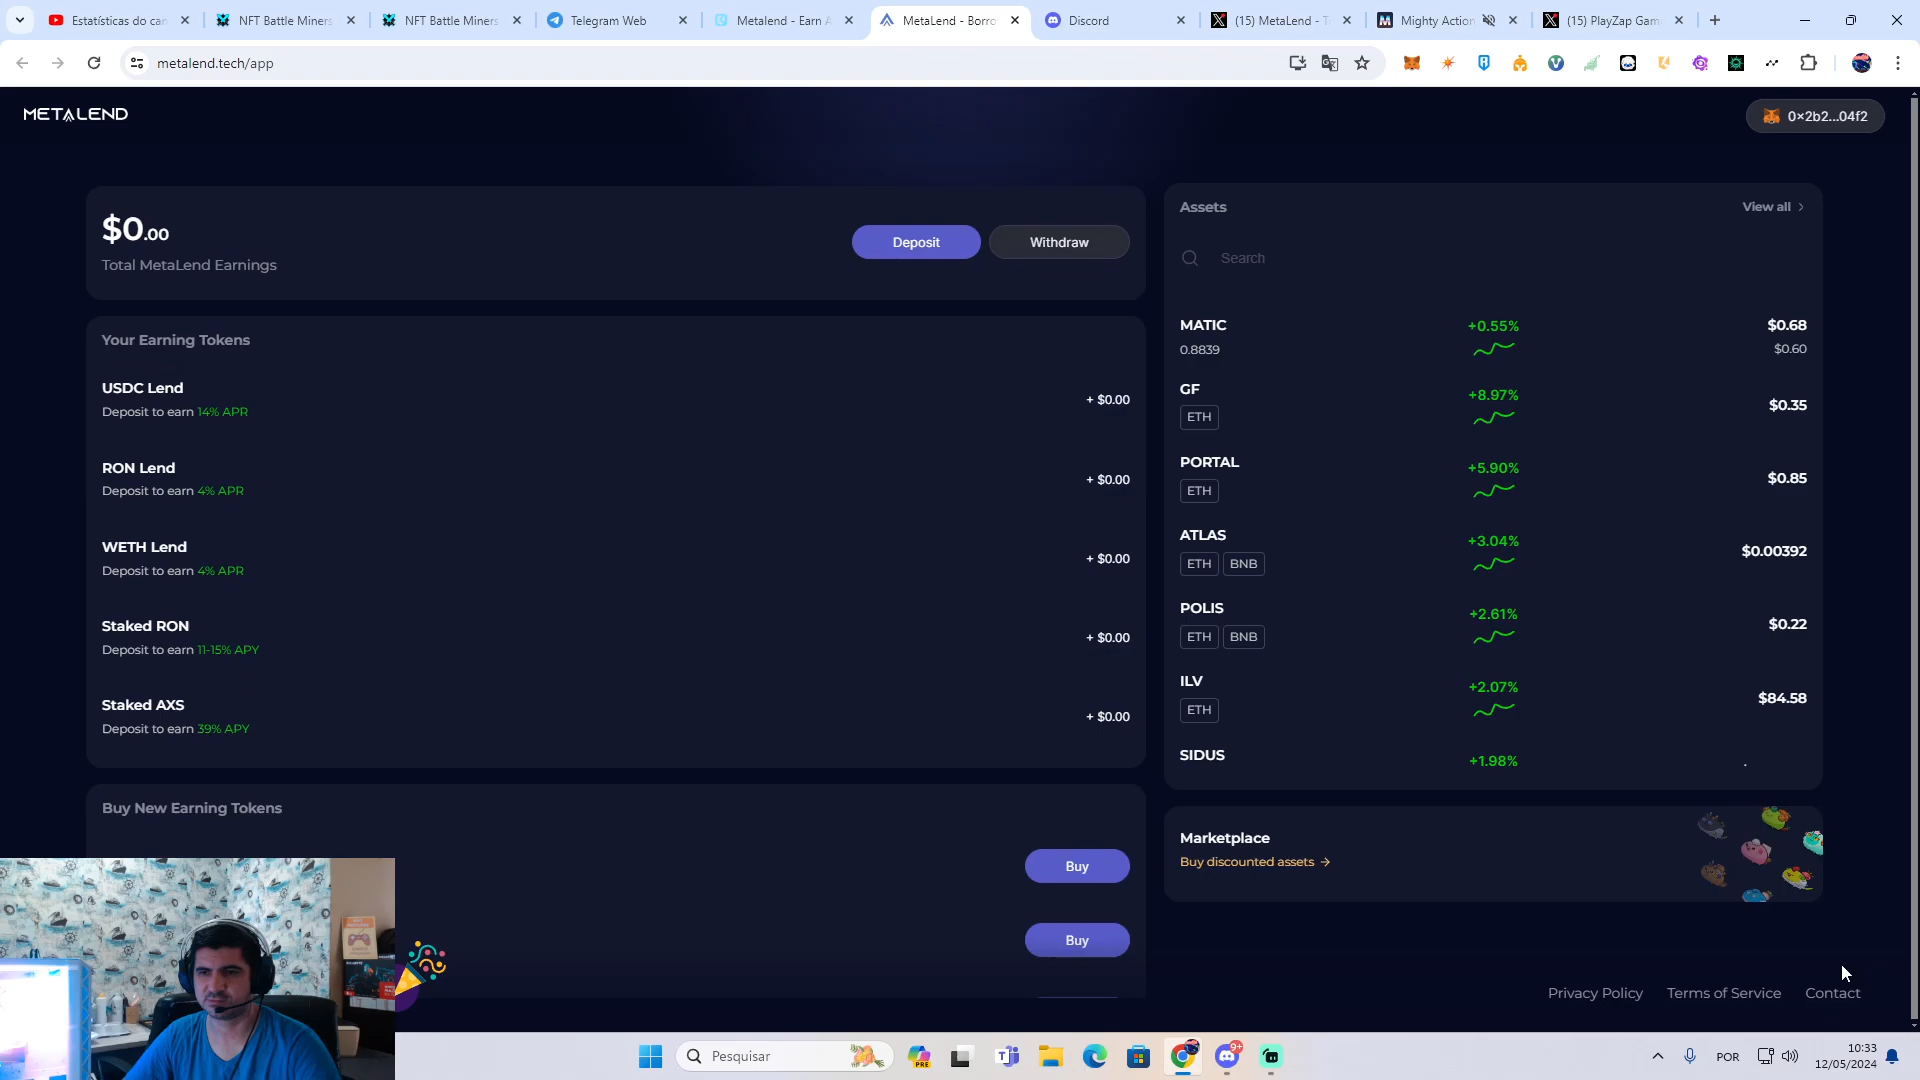 Estatísticas do can
NFT Battle Miners
NFT Battle Miners
Telegram Web
Metalend - Earn A
MetaLend - Borro
Discord
(15) MetaLend - T
Mighty Action
(15) PlayZap Gam
metalend.tech/app
METALEND
0x2b2...04f2
$0.00
Total MetaLend Earnings
Deposit
Withdraw
Your Earning Tokens
USDC Lend
Deposit to earn 14% APR
+ $0.00
RON Lend
Deposit to earn 4% APR
+ $0.00
WETH Lend
Deposit to earn 4% APR
+ $0.00
Staked RON
Deposit to earn 11-15% APY
+ $0.00
Staked AXS
Deposit to earn 39% APY
+ $0.00
Buy New Earning Tokens
Buy
Buy
Assets
View all
Search
MATIC
0.8839
+0.55%
$0.68
$0.60
GF
ETH
+8.97%
$0.35
PORTAL
ETH
+5.90%
$0.85
ATLAS
ETH BNB
+3.04%
$0.00392
POLIS
ETH BNB
+2.61%
$0.22
ILV
ETH
+2.07%
$84.58
SIDUS
+1.98%
Marketplace
Buy discounted assets →
Privacy Policy
Terms of Service
Contact
Pesquisar
PRE
9+
POR
10:33
12/05/2024